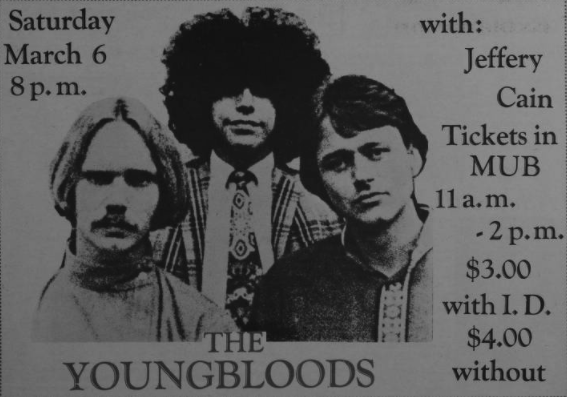 Saturday
March 6
8 p.m.
with:
Jeffery
Cain
Tickets in
MUB
11 a.m.
- 2 p.m.
$3.00
with I. D.
$4.00
without
THE
YOUNGBLOODS